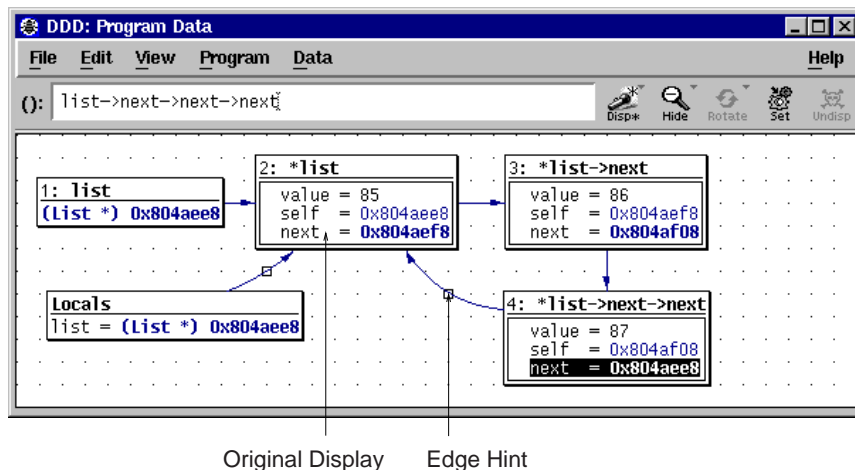 DDD: Program Data
File Edit View Program Data Help
(): list->next->next->next
Disp* Hide Rotate Set Undisp
1: list
(List *) 0x804aee8
2: *list
value = 85
self = 0x804aee8
next = 0x804aef8
3: *list->next
value = 86
self = 0x804aef8
next = 0x804af08
Locals
list = (List *) 0x804aee8
4: *list->next->next
value = 87
self = 0x804af08
next = 0x804aee8
Original Display Edge Hint